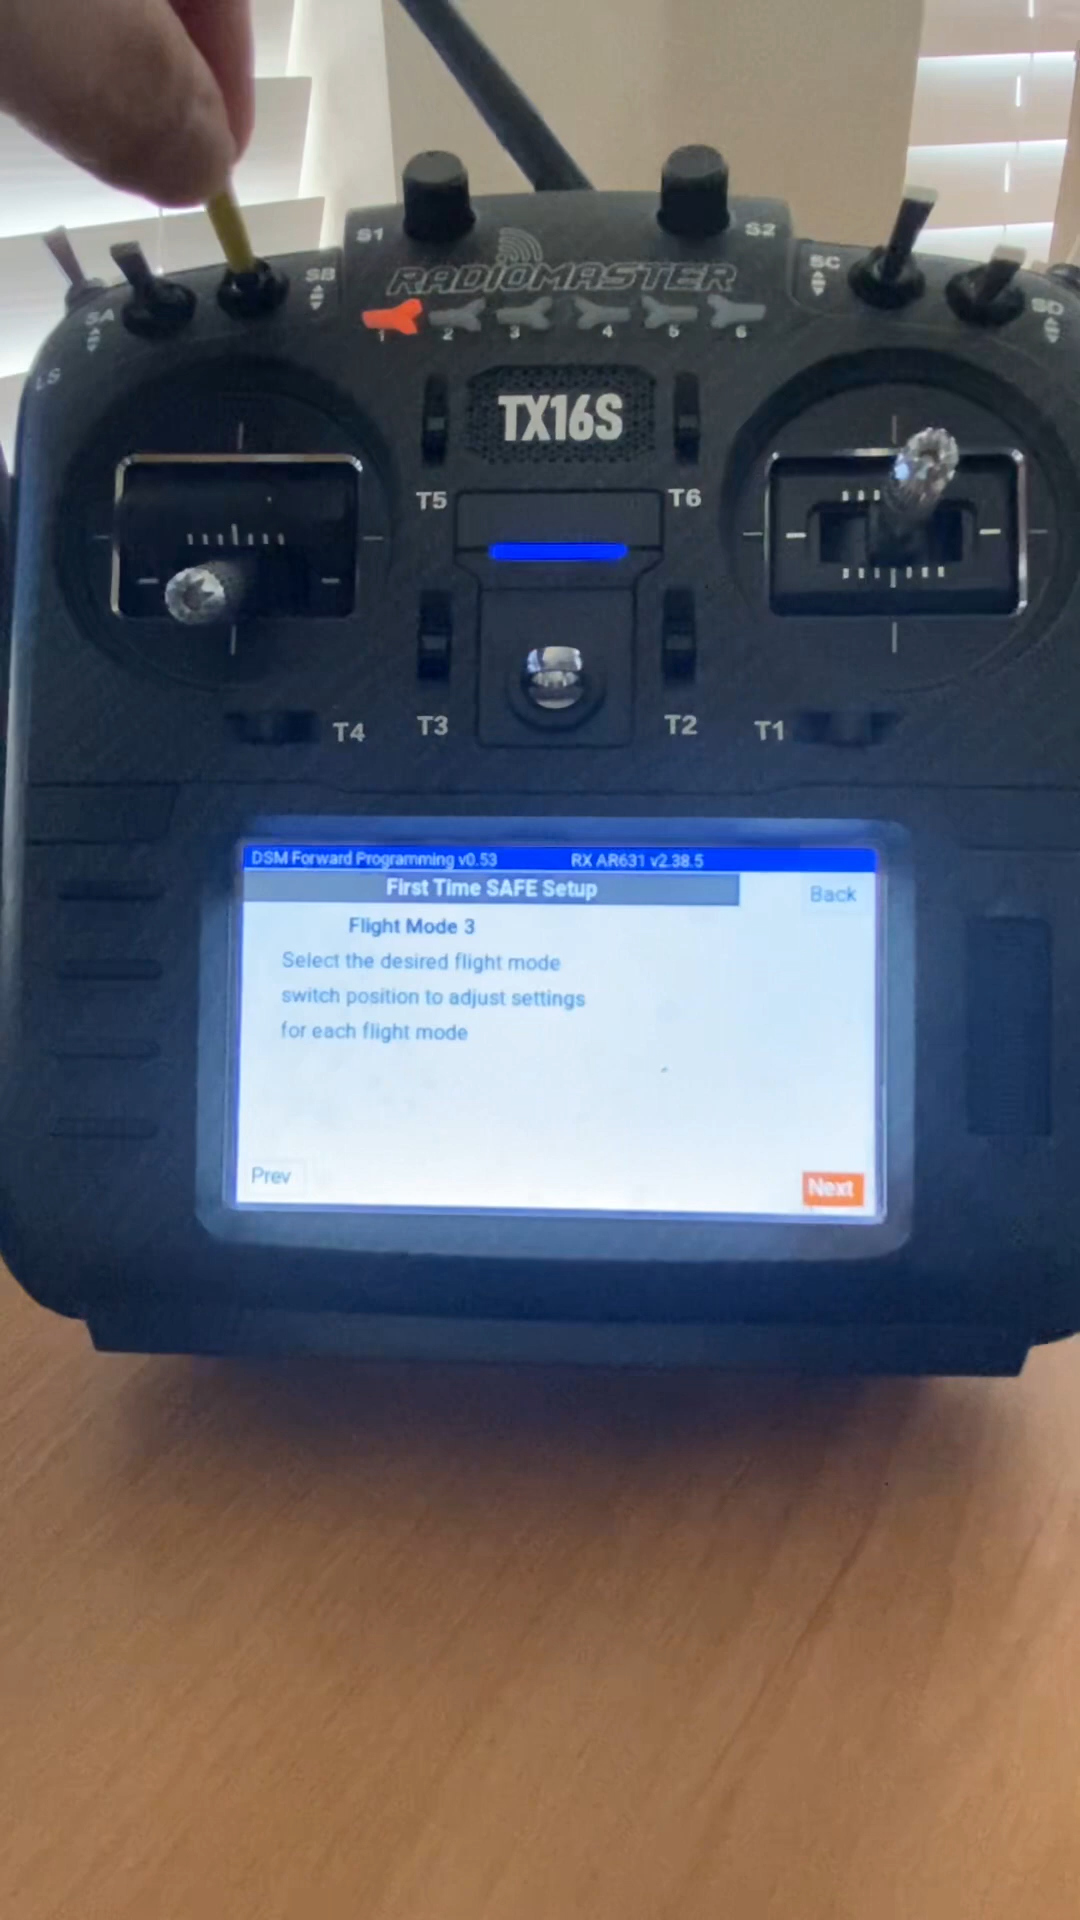 S1
S2
SB
SC
SA
SD
LS
RADIOMASTER
1 2 3 4 5 6
TX16S
T5
T6
T4
T3
T2
T1
DSM Forward Programming v0.53 RX AR631 v2.38.5
First Time SAFE Setup
Back
Flight Mode 3
Select the desired flight mode
switch position to adjust settings
for each flight mode
Prev
Next